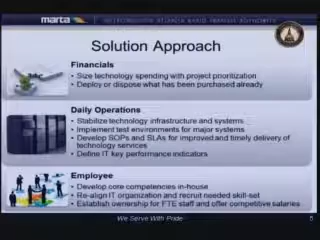 marta METROPOLITAN ATLANTA RAPID TRANSIT AUTHORITY
Solution Approach
Financials
• Size technology spending with project prioritization
• Deploy or dispose what has been purchased already
Daily Operations
• Stabilize technology infrastructure and systems
• Implement test environments for major systems
• Develop SOPs and SLAs for improved and timely delivery of
technology services
• Define IT key performance indicators
Employee
• Develop core competencies in-house
• Re-align IT organization and recruit needed skill-set
• Establish ownership for FTE staff and offer competitive salaries
We Serve With Pride
5